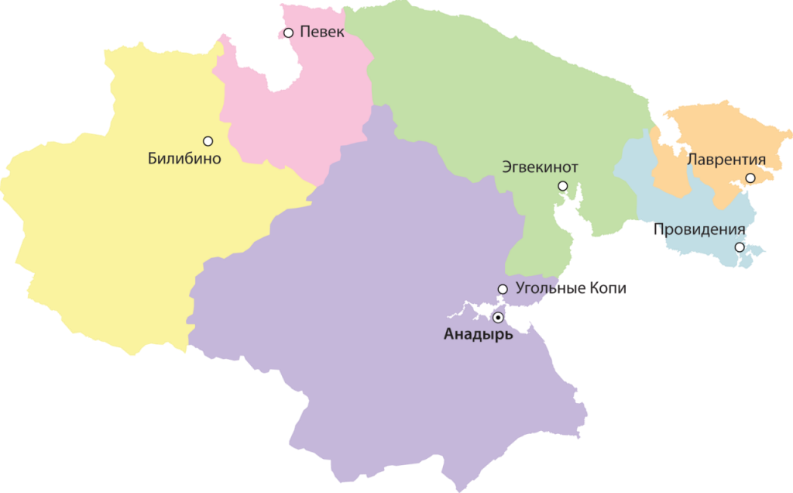 Певек
Билибино
Эгвекинот
Лаврентия
Провидения
Угольные Копи
Анадырь